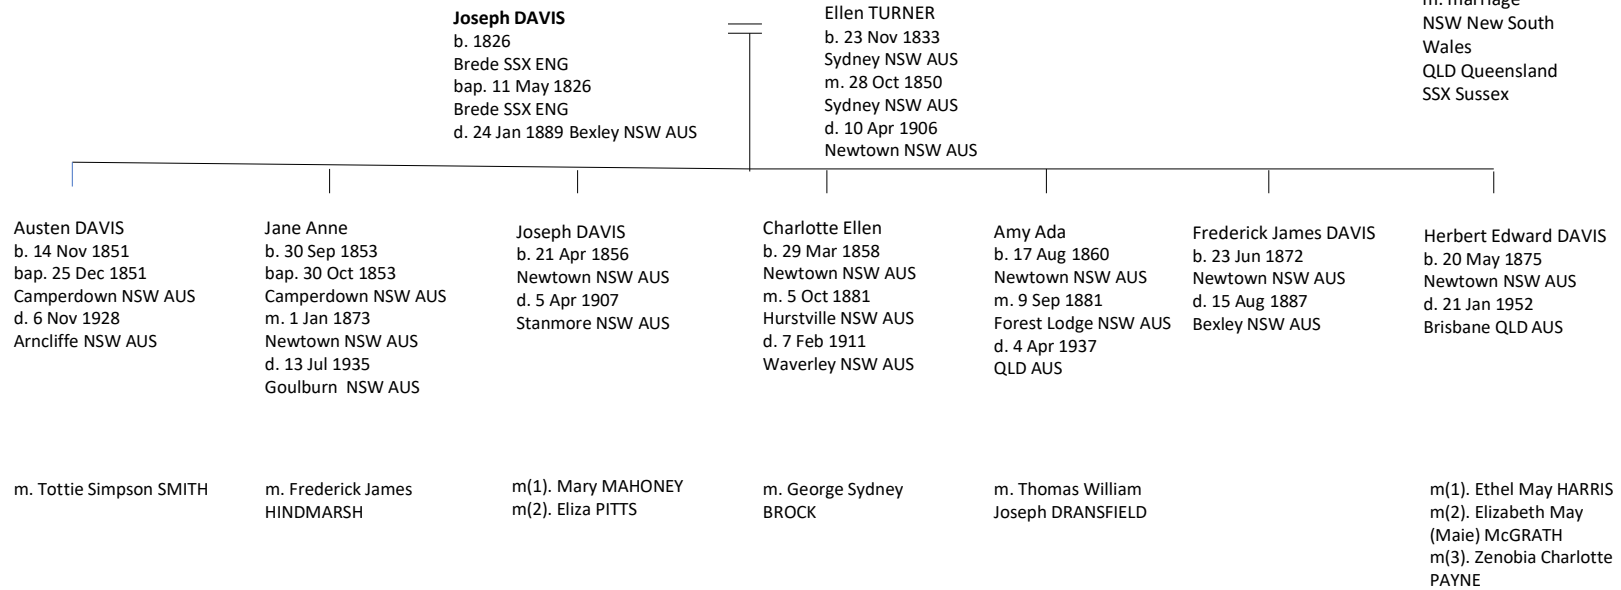 Joseph DAVIS
b. 1826
Brede SSX ENG
bap. 11 May 1826
Brede SSX ENG
d. 24 Jan 1889 Bexley NSW AUS
Ellen TURNER
b. 23 Nov 1833
Sydney NSW AUS
m. 28 Oct 1850
Sydney NSW AUS
d. 10 Apr 1906
Newtown NSW AUS
m. marriage
NSW New South
Wales
QLD Queensland
SSX Sussex
Austen DAVIS
b. 14 Nov 1851
bap. 25 Dec 1851
Camperdown NSW AUS
d. 6 Nov 1928
Arncliffe NSW AUS
Jane Anne
b. 30 Sep 1853
bap. 30 Oct 1853
Camperdown NSW AUS
m. 1 Jan 1873
Newtown NSW AUS
d. 13 Jul 1935
Goulburn  NSW AUS
Joseph DAVIS
b. 21 Apr 1856
Newtown NSW AUS
d. 5 Apr 1907
Stanmore NSW AUS
Charlotte Ellen
b. 29 Mar 1858
Newtown NSW AUS
m. 5 Oct 1881
Hurstville NSW AUS
d. 7 Feb 1911
Waverley NSW AUS
Amy Ada
b. 17 Aug 1860
Newtown NSW AUS
m. 9 Sep 1881
Forest Lodge NSW AUS
d. 4 Apr 1937
QLD AUS
Frederick James DAVIS
b. 23 Jun 1872
Newtown NSW AUS
d. 15 Aug 1887
Bexley NSW AUS
Herbert Edward DAVIS
b. 20 May 1875
Newtown NSW AUS
d. 21 Jan 1952
Brisbane QLD AUS
m. Tottie Simpson SMITH
m. Frederick James
HINDMARSH
m(1). Mary MAHONEY
m(2). Eliza PITTS
m. George Sydney
BROCK
m. Thomas William
Joseph DRANSFIELD
m(1). Ethel May HARRIS
m(2). Elizabeth May
(Maie) McGRATH
m(3). Zenobia Charlotte
PAYNE